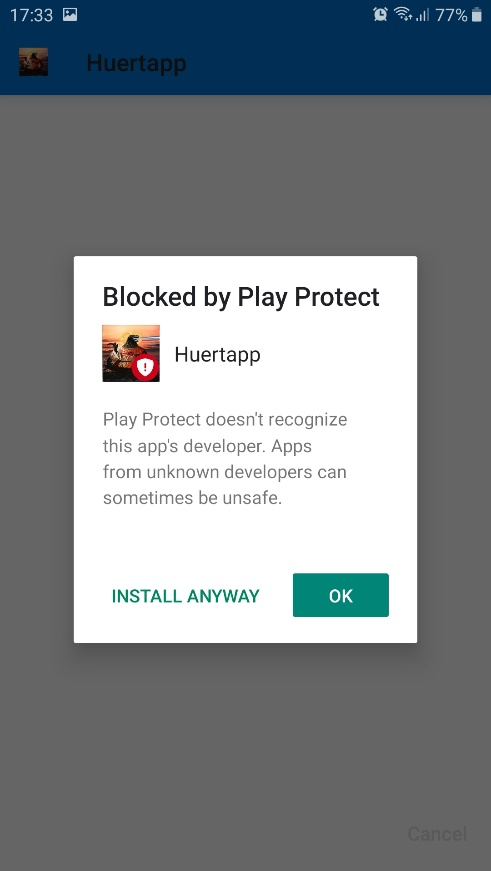 17:33 77%
Huertapp
Blocked by Play Protect
Huertapp
Play Protect doesn't recognize
this app's developer. Apps
from unknown developers can
sometimes be unsafe.
INSTALL ANYWAY OK
Cancel